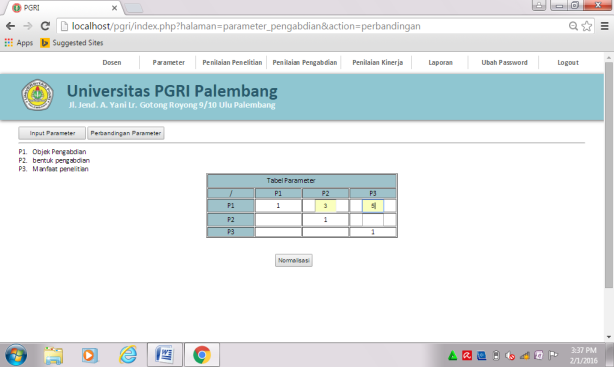 PGRI
localhost/pgri/index.php?halaman=parameter_pengabdian&action=perbandingan
Apps Suggested Sites
Dosen Parameter Penilaian Penelitian Penilaian Pengabdian Penilaian Kinerja Laporan Ubah Password Logout
Universitas PGRI Palembang
Jl. Jend. A. Yani Lr. Gotong Royong 9/10 Ulu Palembang
Input Parameter Perbandingan Parameter
P1. Objek Pengabdian
P2. bentuk pengabdian
P3. Manfaat penelitian
Tabel Parameter
/ P1 P2 P3
P1 1 3 5
P2 1
P3 1
Normalisasi
3:37 PM
2/1/2016